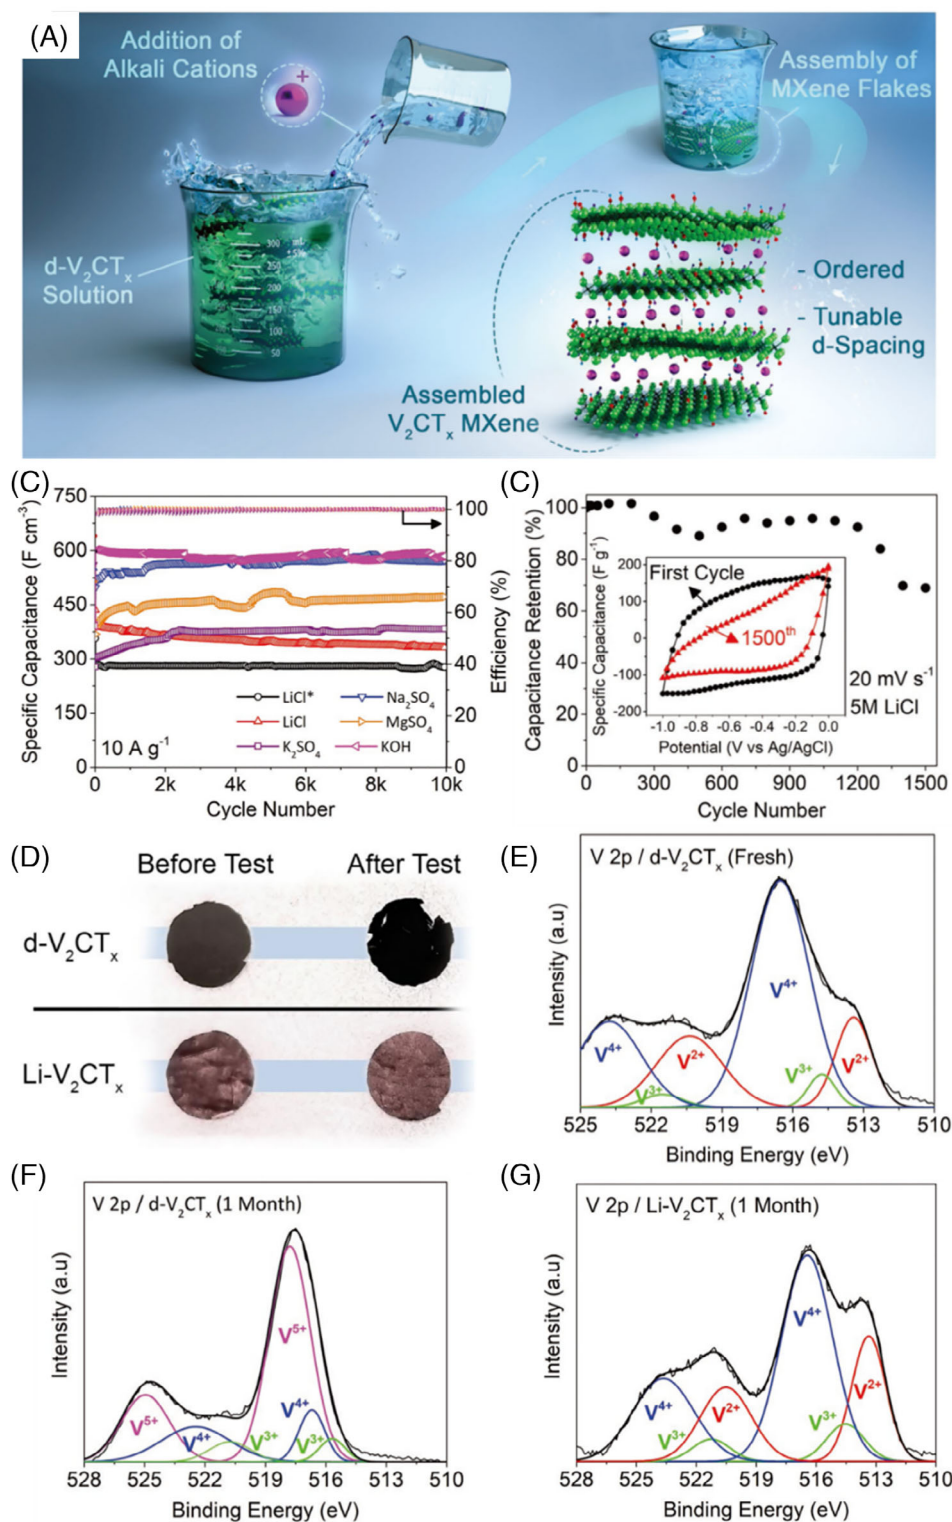 (A)
Addition of
Alkali Cations
+
Assembly of
MXene Flakes
d-V₂CTₓ
Solution
300 ml
250
200
150
100
50
- Ordered
- Tunable
d-Spacing
Assembled
V₂CTₓ MXene
(C)
Specific Capacitance (F cm⁻³)
750
600
450
300
150
0
100
80
60
40
20
0
Efficiency (%)
LiCl*
Na₂SO₄
LiCl
MgSO₄
K₂SO₄
KOH
10 A g⁻¹
0
2k
4k
6k
8k
10k
Cycle Number
(C)
Capacitance Retention (%)
100
80
60
40
20
0
Specific Capacitance (F g⁻¹)
200
100
0
-100
-200
First Cycle
1500ᵗʰ
-1.0
-0.8
-0.6
-0.4
-0.2
0.0
Potential (V vs Ag/AgCl)
20 mV s⁻¹
5M LiCl
0
300
600
900
1200
1500
Cycle Number
(D)
Before Test
After Test
d-V₂CTₓ
Li-V₂CTₓ
(E)
V 2p / d-V₂CTₓ (Fresh)
Intensity (a.u)
V⁴⁺
V⁴⁺
V²⁺
V³⁺
V³⁺
V²⁺
525
522
519
516
513
510
Binding Energy (eV)
(F)
V 2p / d-V₂CTₓ (1 Month)
Intensity (a.u)
V⁵⁺
V⁵⁺
V⁴⁺
V⁴⁺
V³⁺
V³⁺
528
525
522
519
516
513
510
Binding Energy (eV)
(G)
V 2p / Li-V₂CTₓ (1 Month)
Intensity (a.u)
V⁴⁺
V⁴⁺
V²⁺
V²⁺
V³⁺
V³⁺
528
525
522
519
516
513
510
Binding Energy (eV)